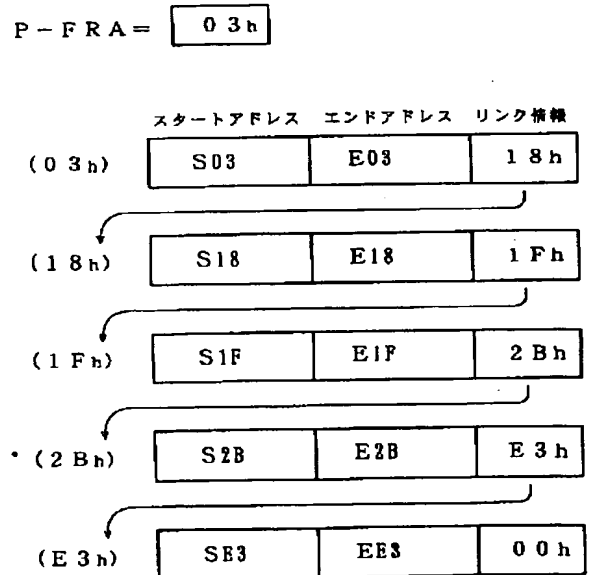 P-FRA= 03h
スタートアドレス エンドアドレス リンク情報
(03h) S03 E03 18h
(18h) S18 E18 1Fh
(1Fh) S1F E1F 2Bh
(2Bh) S2B E2B E3h
(E3h) SE3 EE3 00h